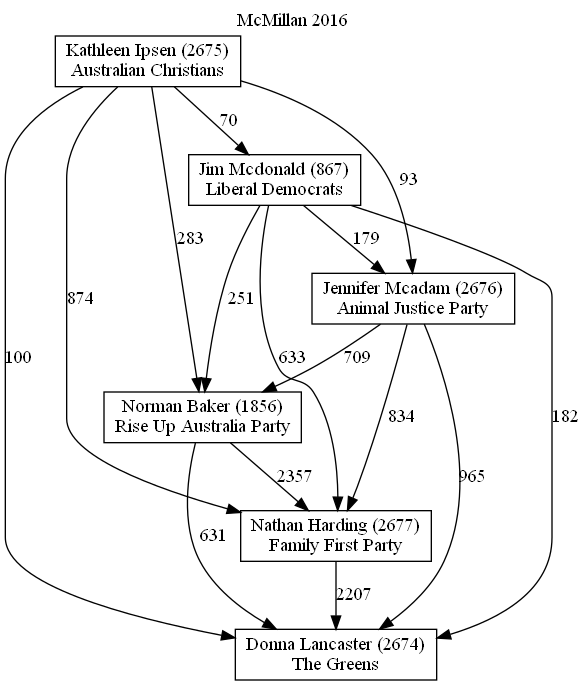 McMillan 2016
Kathleen Ipsen (2675)
Australian Christians
70
Jim Mcdonald (867)
Liberal Democrats
93
283
179
Jennifer Mcadam (2676)
Animal Justice Party
874
251
100
633
709
Norman Baker (1856)
Rise Up Australia Party
834
182
2357
965
Nathan Harding (2677)
Family First Party
631
2207
Donna Lancaster (2674)
The Greens